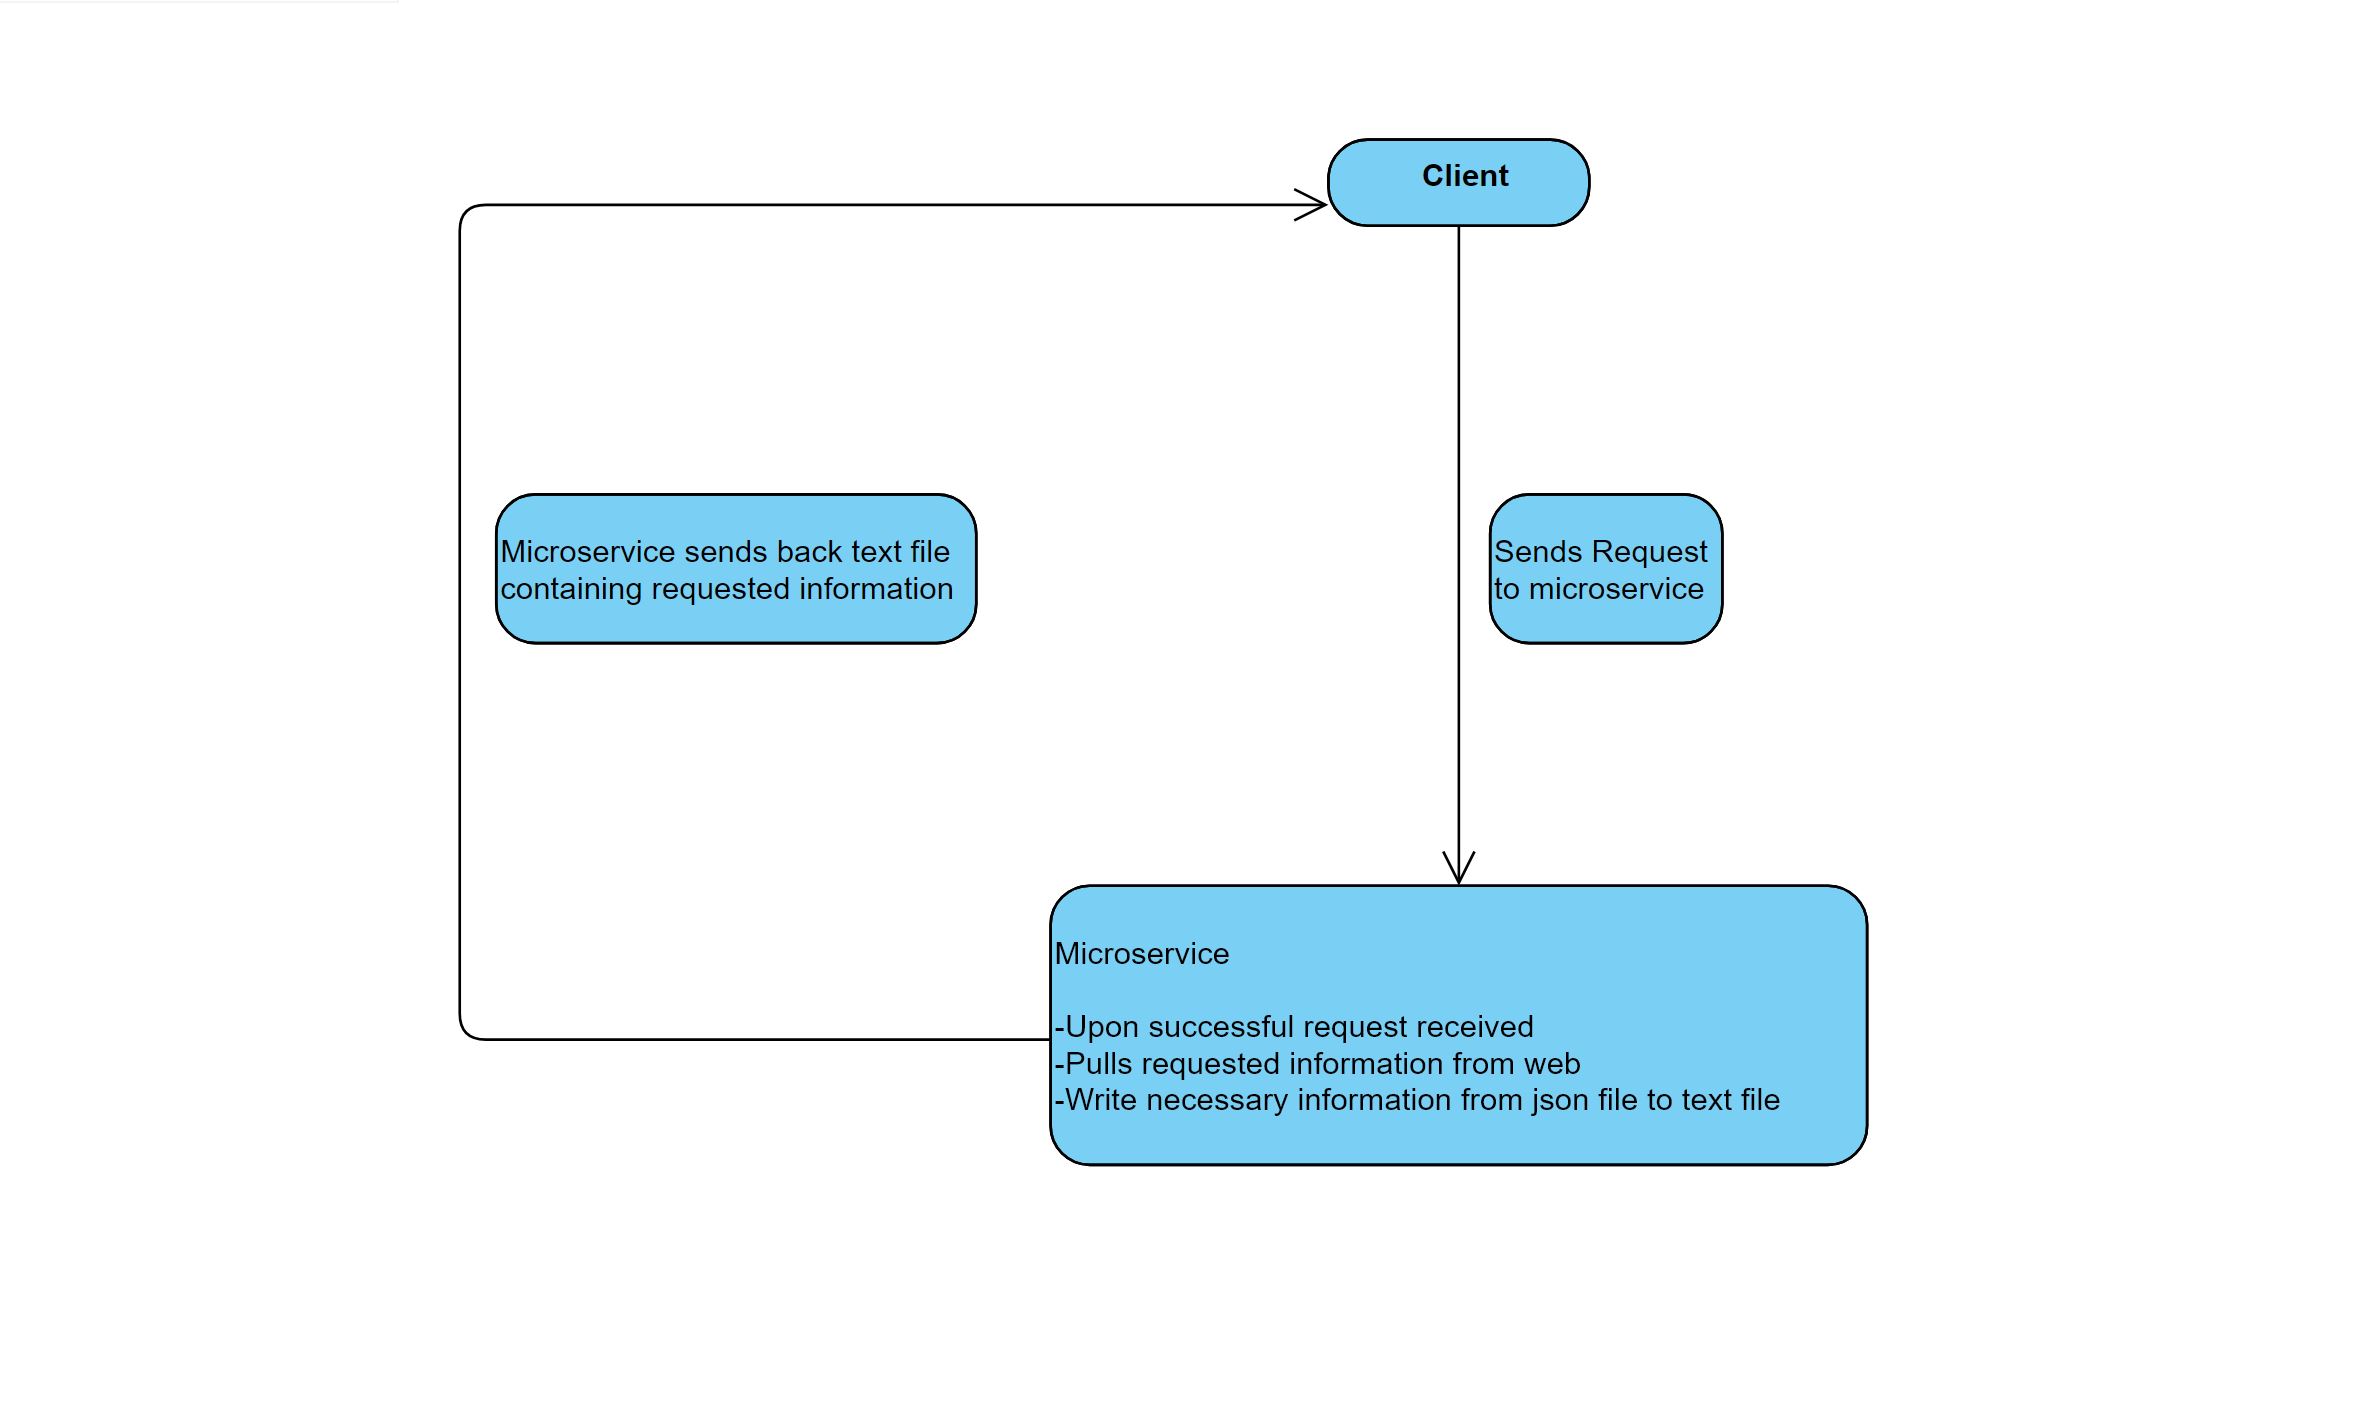 Client
Microservice sends back text file
containing requested information
Sends Request
to microservice
Microservice
-Upon successful request received
-Pulls requested information from web
-Write necessary information from json file to text file